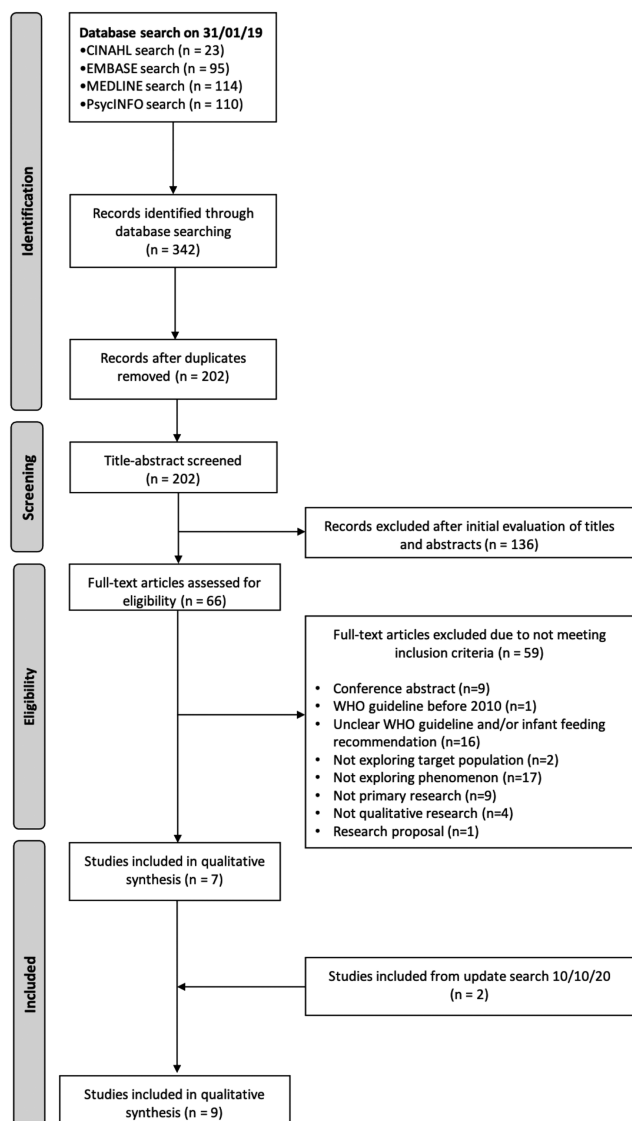 Database search on 31/01/19
•CINAHL search (n = 23)
•EMBASE search (n = 95)
•MEDLINE search (n = 114)
•PsycINFO search (n = 110)
Identification
Records identified through
database searching
(n = 342)
Records after duplicates
removed (n = 202)
Screening
Title-abstract screened
(n = 202)
Records excluded after initial evaluation of titles
and abstracts (n = 136)
Eligibility
Full-text articles assessed for
eligibility (n = 66)
Full-text articles excluded due to not meeting
inclusion criteria (n = 59)
• Conference abstract (n=9)
• WHO guideline before 2010 (n=1)
• Unclear WHO guideline and/or infant feeding
recommendation (n=16)
• Not exploring target population (n=2)
• Not exploring phenomenon (n=17)
• Not primary research (n=9)
• Not qualitative research (n=4)
• Research proposal (n=1)
Included
Studies included in qualitative
synthesis (n = 7)
Studies included from update search 10/10/20
(n = 2)
Studies included in qualitative
synthesis (n = 9)